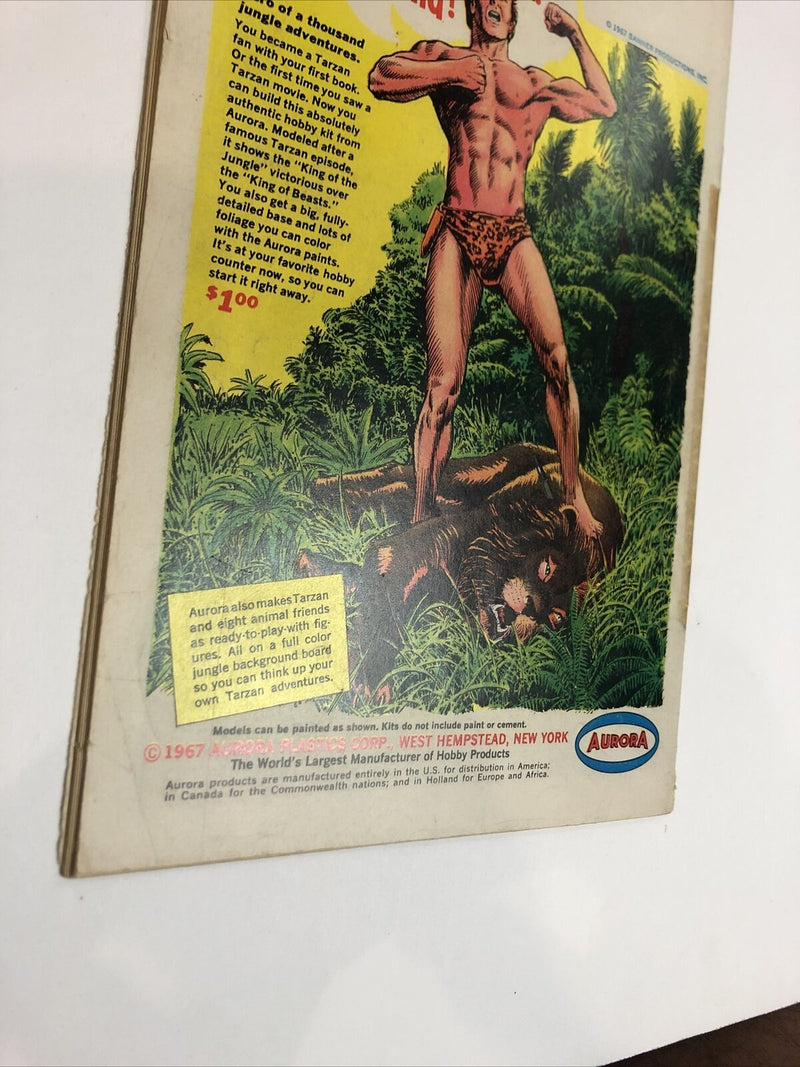 of a thousand
jungle adventures.
You became a Tarzan
fan with your first book.
Or the first time you saw a
Tarzan movie. Now you
can build this absolutely
authentic hobby kit from
Aurora. Modeled after a
famous Tarzan episode,
it shows the "King of the
Jungle" victorious over
the "King of Beasts."
You also get a big, fully-
detailed base and lots of
foliage you can color
with the Aurora paints.
It's at your favorite hobby
counter now, so you can
start it right away.
$100
© 1967 BANNER PRODUCTIONS, INC.
Aurora also makes Tarzan
and eight animal friends
as ready-to-play-with fig-
ures. All on a full color
jungle background board
so you can think up your
own Tarzan adventures.
Models can be painted as shown. Kits do not include paint or cement.
© 1967 AURORA PLASTICS CORP., WEST HEMPSTEAD, NEW YORK
The World's Largest Manufacturer of Hobby Products
Aurora products are manufactured entirely in the U.S. for distribution in America;
in Canada for the Commonwealth nations; and in Holland for Europe and Africa.
AURORA